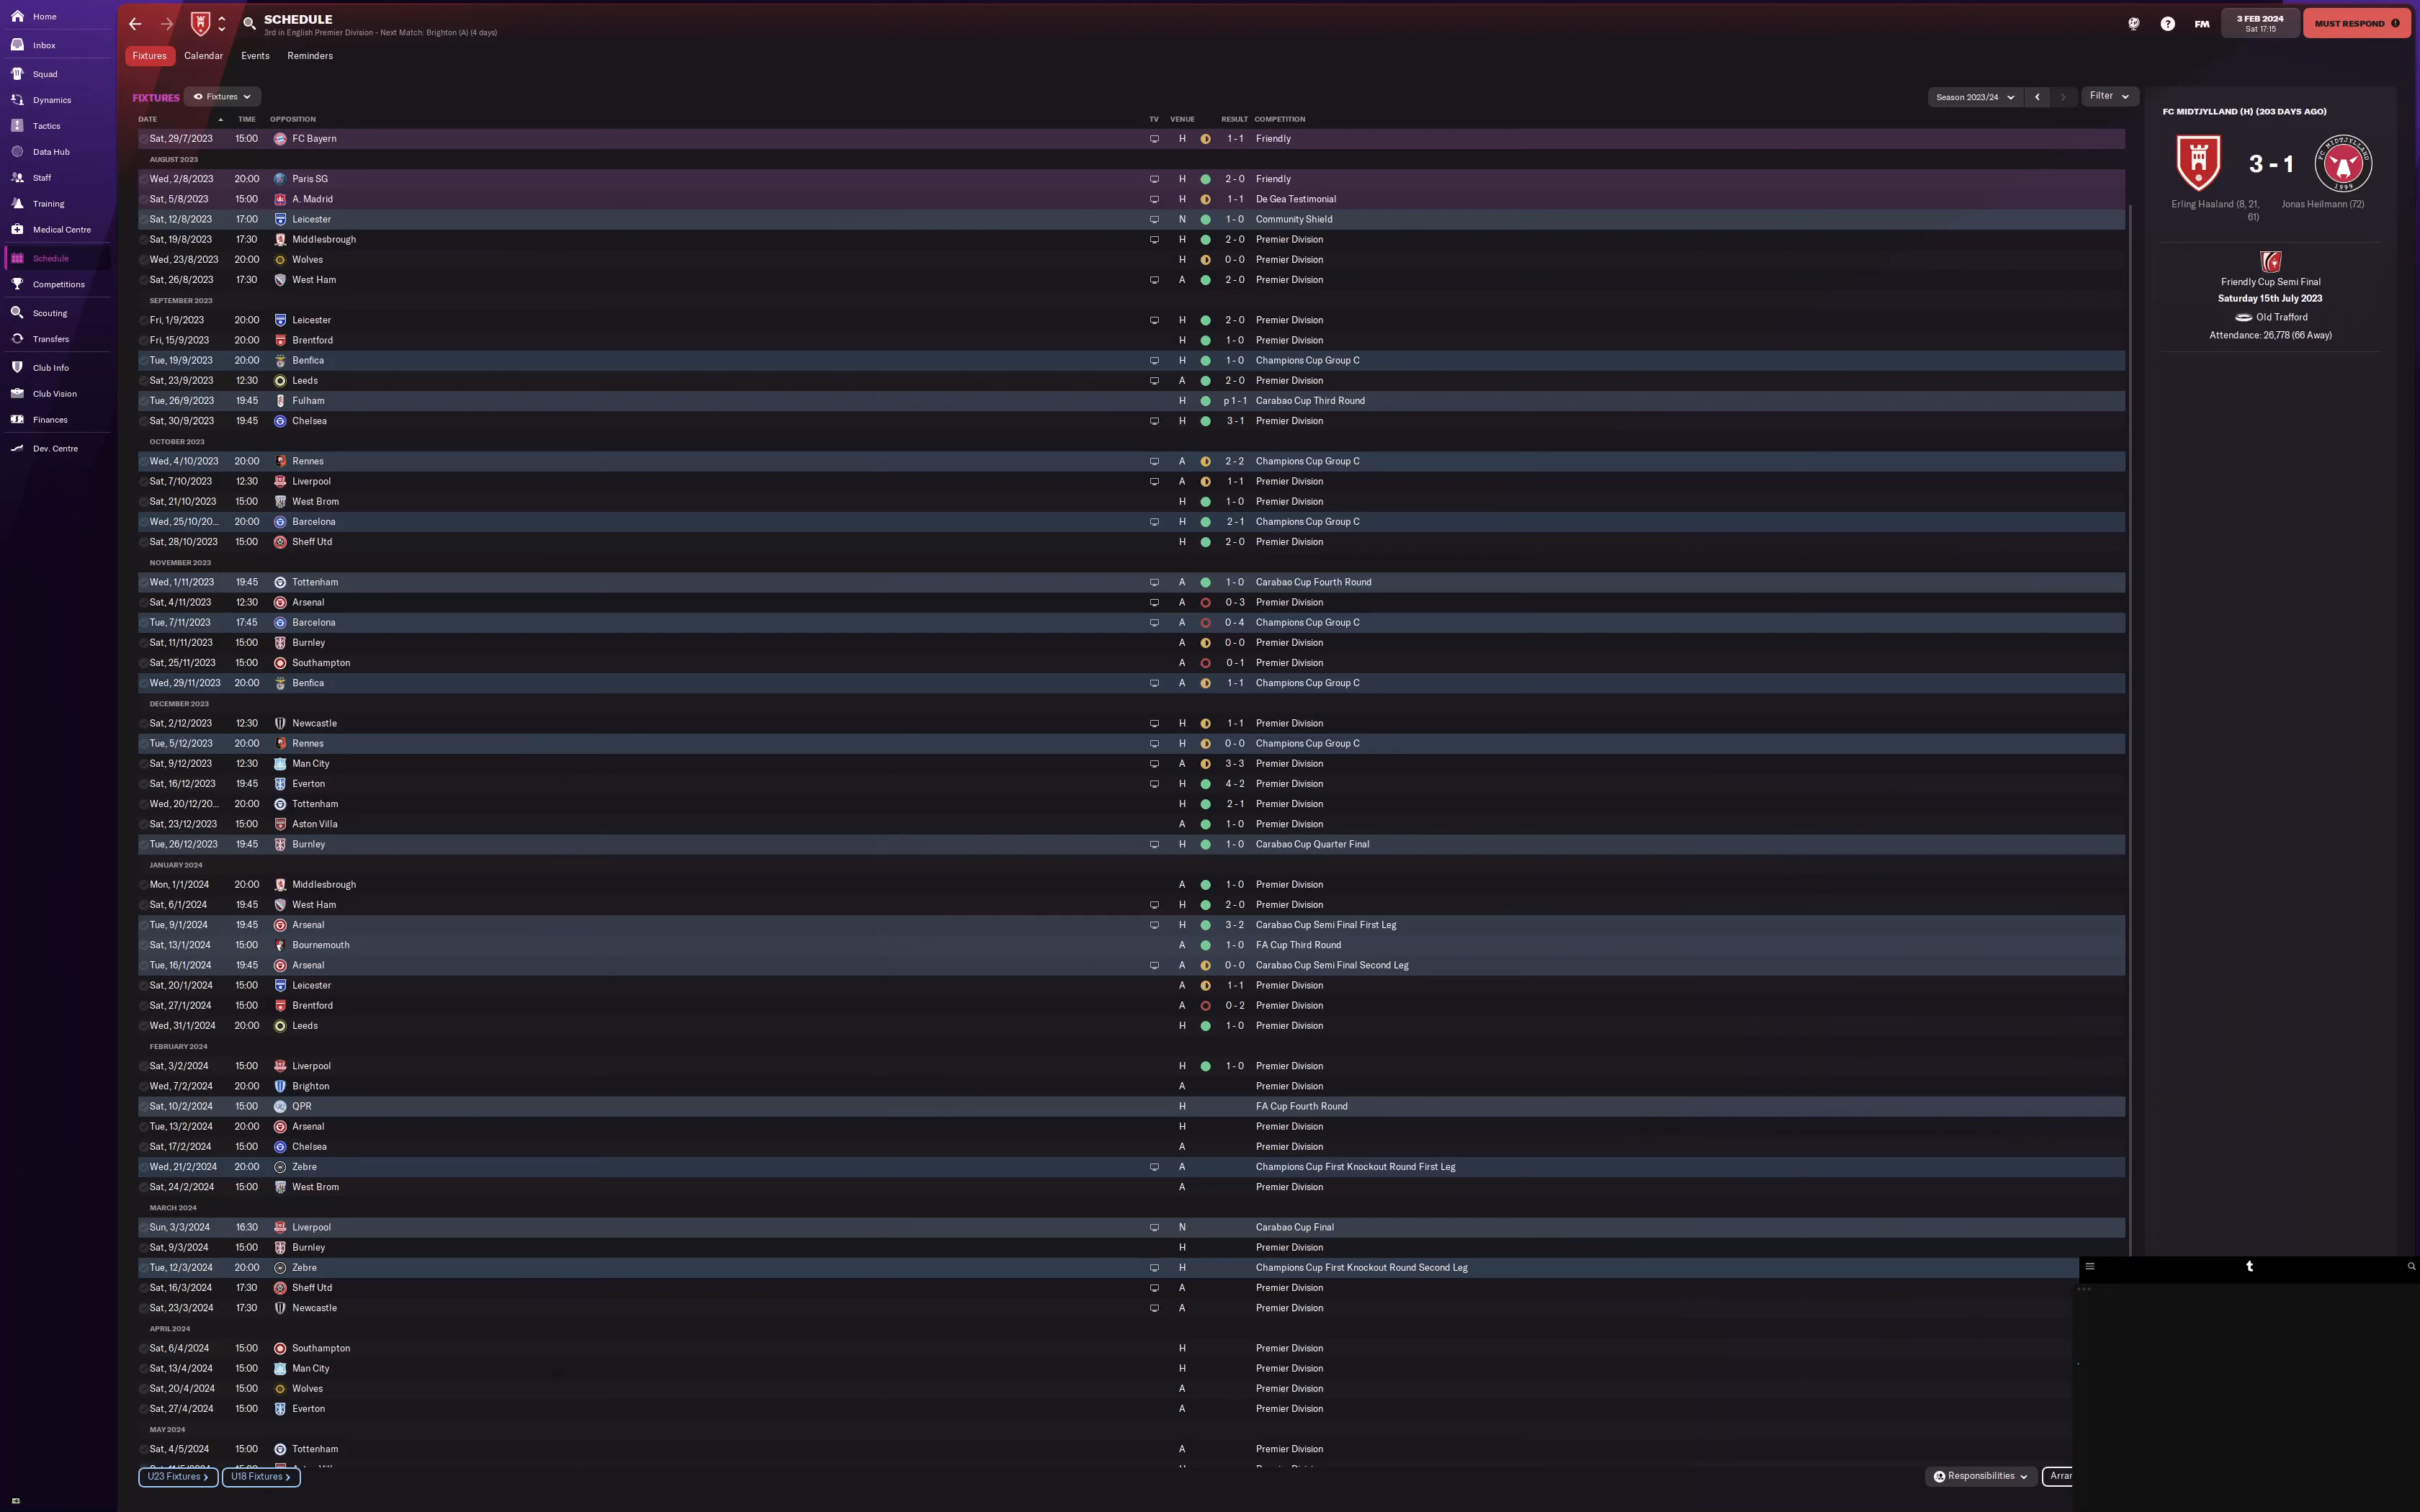 Home
Inbox
Squad
Dynamics
Tactics
Data Hub
Staff
Training
Medical Centre
Schedule
Competitions
Scouting
Transfers
Club Info
Club Vision
Finances
Dev. Centre
SCHEDULE
3rd in English Premier Division - Next Match: Brighton (A) (4 days)
FM
3 FEB 2024
Sat 17:15
MUST RESPOND
Fixtures Calendar Events Reminders
FIXTURES Fixtures Season 2023/24 Filter
DATE TIME OPPOSITION TV VENUE RESULT COMPETITION
Sat, 29/7/2023 15:00 FC Bayern H 1 - 1 Friendly
AUGUST 2023
Wed, 2/8/2023 20:00 Paris SG H 2 - 0 Friendly
Sat, 5/8/2023 15:00 A. Madrid H 1 - 1 De Gea Testimonial
Sat, 12/8/2023 17:00 Leicester N 1 - 0 Community Shield
Sat, 19/8/2023 17:30 Middlesbrough H 2 - 0 Premier Division
Wed, 23/8/2023 20:00 Wolves H 0 - 0 Premier Division
Sat, 26/8/2023 17:30 West Ham A 2 - 0 Premier Division
SEPTEMBER 2023
Fri, 1/9/2023 20:00 Leicester H 2 - 0 Premier Division
Fri, 15/9/2023 20:00 Brentford H 1 - 0 Premier Division
Tue, 19/9/2023 20:00 Benfica H 1 - 0 Champions Cup Group C
Sat, 23/9/2023 12:30 Leeds A 2 - 0 Premier Division
Tue, 26/9/2023 19:45 Fulham H p 1 - 1 Carabao Cup Third Round
Sat, 30/9/2023 19:45 Chelsea H 3 - 1 Premier Division
OCTOBER 2023
Wed, 4/10/2023 20:00 Rennes A 2 - 2 Champions Cup Group C
Sat, 7/10/2023 12:30 Liverpool A 1 - 1 Premier Division
Sat, 21/10/2023 15:00 West Brom H 1 - 0 Premier Division
Wed, 25/10/20... 20:00 Barcelona H 2 - 1 Champions Cup Group C
Sat, 28/10/2023 15:00 Sheff Utd H 2 - 0 Premier Division
NOVEMBER 2023
Wed, 1/11/2023 19:45 Tottenham A 1 - 0 Carabao Cup Fourth Round
Sat, 4/11/2023 12:30 Arsenal A 0 - 3 Premier Division
Tue, 7/11/2023 17:45 Barcelona A 0 - 4 Champions Cup Group C
Sat, 11/11/2023 15:00 Burnley A 0 - 0 Premier Division
Sat, 25/11/2023 15:00 Southampton A 0 - 1 Premier Division
Wed, 29/11/2023 20:00 Benfica A 1 - 1 Champions Cup Group C
DECEMBER 2023
Sat, 2/12/2023 12:30 Newcastle H 1 - 1 Premier Division
Tue, 5/12/2023 20:00 Rennes H 0 - 0 Champions Cup Group C
Sat, 9/12/2023 12:30 Man City A 3 - 3 Premier Division
Sat, 16/12/2023 19:45 Everton H 4 - 2 Premier Division
Wed, 20/12/20... 20:00 Tottenham H 2 - 1 Premier Division
Sat, 23/12/2023 15:00 Aston Villa A 1 - 0 Premier Division
Tue, 26/12/2023 19:45 Burnley H 1 - 0 Carabao Cup Quarter Final
JANUARY 2024
Mon, 1/1/2024 20:00 Middlesbrough A 1 - 0 Premier Division
Sat, 6/1/2024 19:45 West Ham H 2 - 0 Premier Division
Tue, 9/1/2024 19:45 Arsenal H 3 - 2 Carabao Cup Semi Final First Leg
Sat, 13/1/2024 15:00 Bournemouth A 1 - 0 FA Cup Third Round
Tue, 16/1/2024 19:45 Arsenal A 0 - 0 Carabao Cup Semi Final Second Leg
Sat, 20/1/2024 15:00 Leicester A 1 - 1 Premier Division
Sat, 27/1/2024 15:00 Brentford A 0 - 2 Premier Division
Wed, 31/1/2024 20:00 Leeds H 1 - 0 Premier Division
FEBRUARY 2024
Sat, 3/2/2024 15:00 Liverpool H 1 - 0 Premier Division
Wed, 7/2/2024 20:00 Brighton A Premier Division
Sat, 10/2/2024 15:00 QPR H FA Cup Fourth Round
Tue, 13/2/2024 20:00 Arsenal H Premier Division
Sat, 17/2/2024 15:00 Chelsea A Premier Division
Wed, 21/2/2024 20:00 Zebre A Champions Cup First Knockout Round First Leg
Sat, 24/2/2024 15:00 West Brom A Premier Division
MARCH 2024
Sun, 3/3/2024 16:30 Liverpool N Carabao Cup Final
Sat, 9/3/2024 15:00 Burnley H Premier Division
Tue, 12/3/2024 20:00 Zebre H Champions Cup First Knockout Round Second Leg
Sat, 16/3/2024 17:30 Sheff Utd A Premier Division
Sat, 23/3/2024 17:30 Newcastle A Premier Division
APRIL 2024
Sat, 6/4/2024 15:00 Southampton H Premier Division
Sat, 13/4/2024 15:00 Man City H Premier Division
Sat, 20/4/2024 15:00 Wolves A Premier Division
Sat, 27/4/2024 15:00 Everton A Premier Division
MAY 2024
Sat, 4/5/2024 15:00 Tottenham A Premier Division
U23 Fixtures U18 Fixtures Responsibilities Arran
FC MIDTJYLLAND (H) (203 DAYS AGO)
3 - 1
FC MIDTJYLLAND
1999
Erling Haaland (8, 21, 61)
Jonas Heilmann (72)
Friendly Cup Semi Final
Saturday 15th July 2023
Old Trafford
Attendance: 26,778 (66 Away)
t